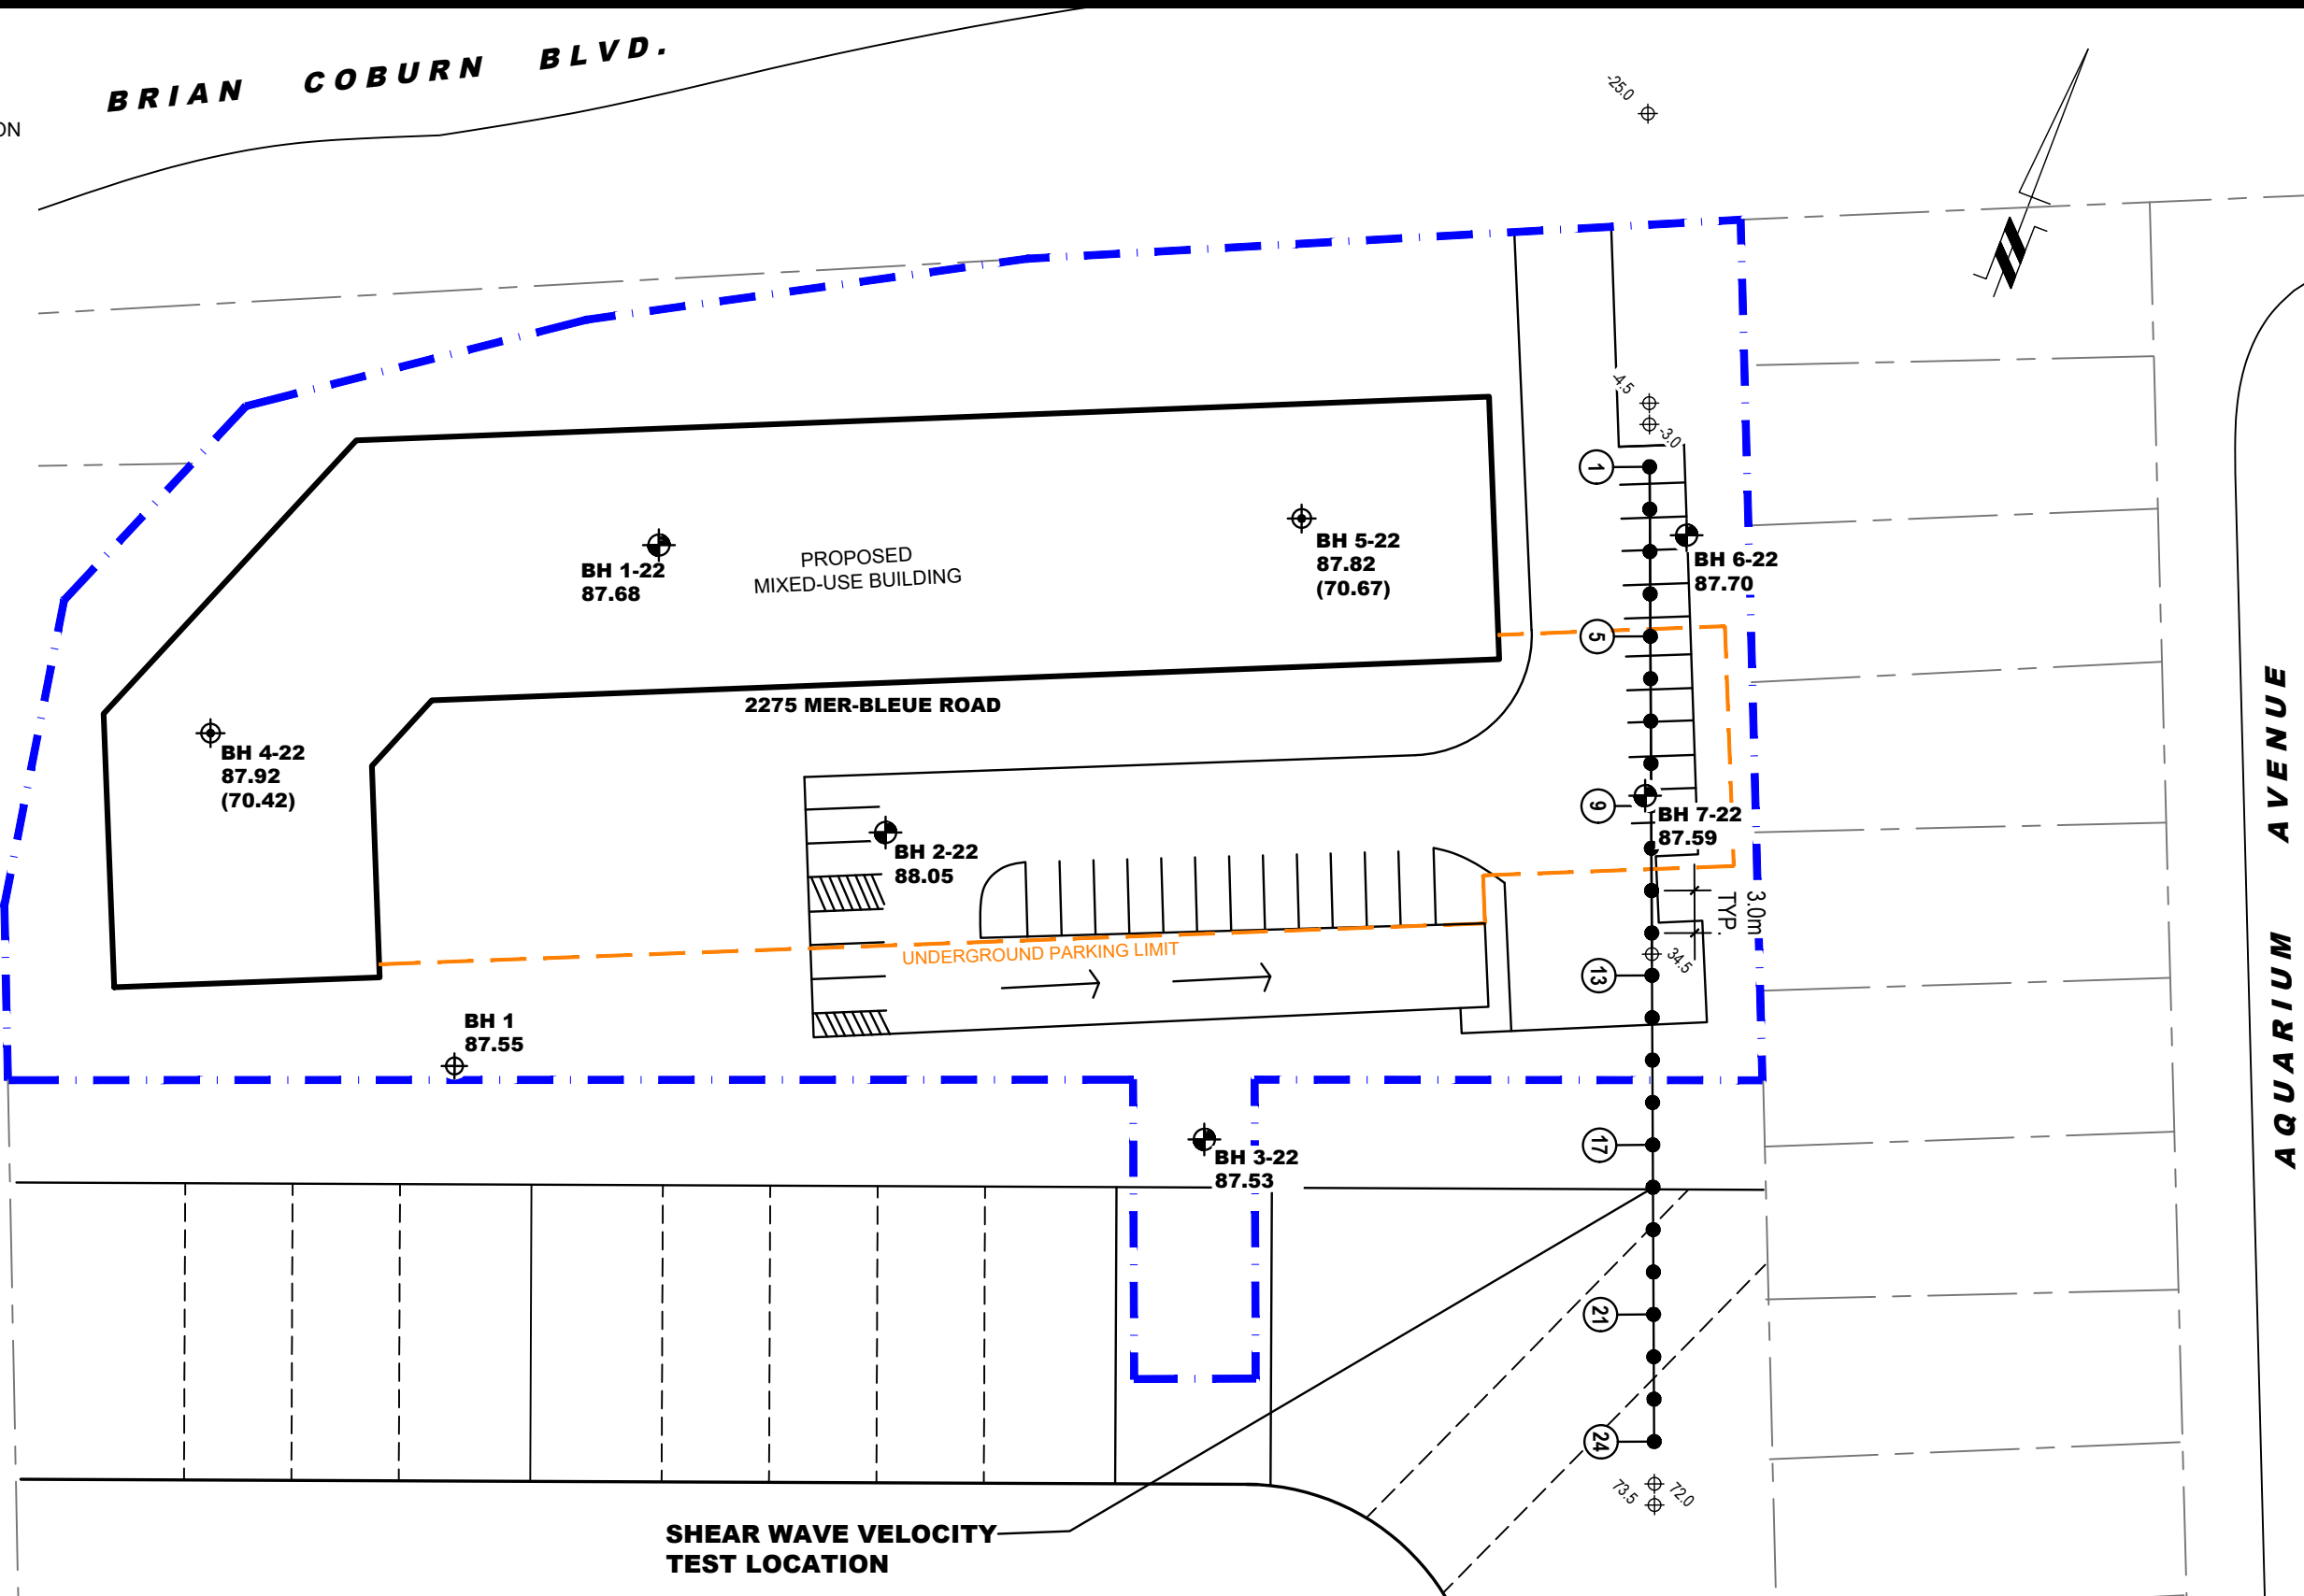 BRIAN COBURN BLVD.
ON
-25.0
-4.5
-3.0
1
BH 5-22
87.82
(70.67)
BH 6-22
87.70
BH 1-22
87.68
PROPOSED
MIXED-USE BUILDING
5
2275 MER-BLEUE ROAD
BH 4-22
87.92
(70.42)
9
BH 7-22
87.59
BH 2-22
88.05
3.0m
TYP.
UNDERGROUND PARKING LIMIT
34.5
13
BH 1
87.55
AQUARIUM AVENUE
17
BH 3-22
87.53
21
24
73.5
72.0
SHEAR WAVE VELOCITY
TEST LOCATION